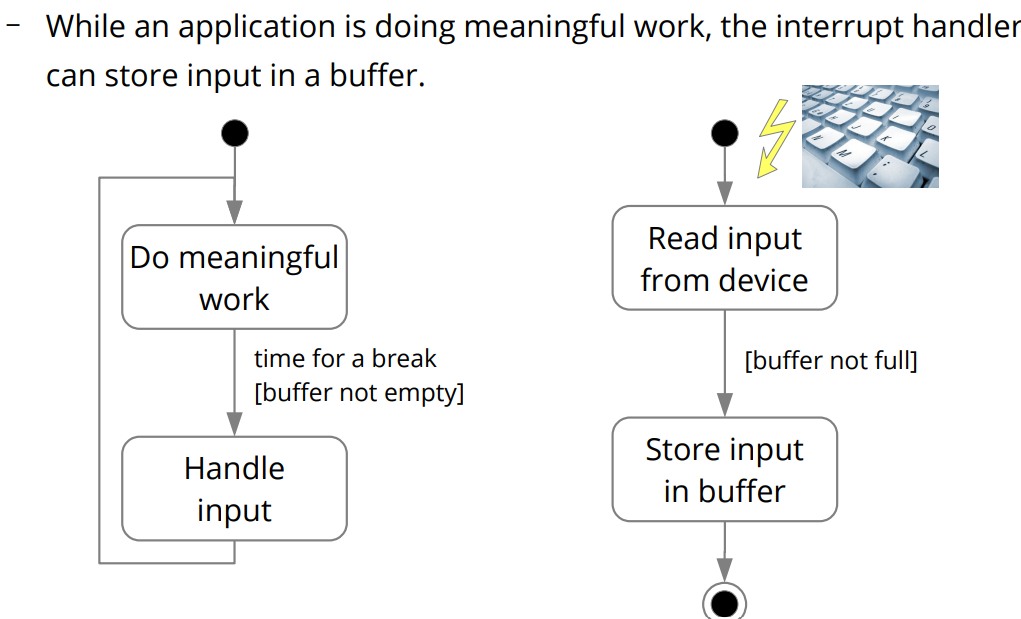 – While an application is doing meaningful work, the interrupt handler
can store input in a buffer.
Do meaningful
work
time for a break
[buffer not empty]
Handle
input
Read input
from device
[buffer not full]
Store input
in buffer
M
K
L